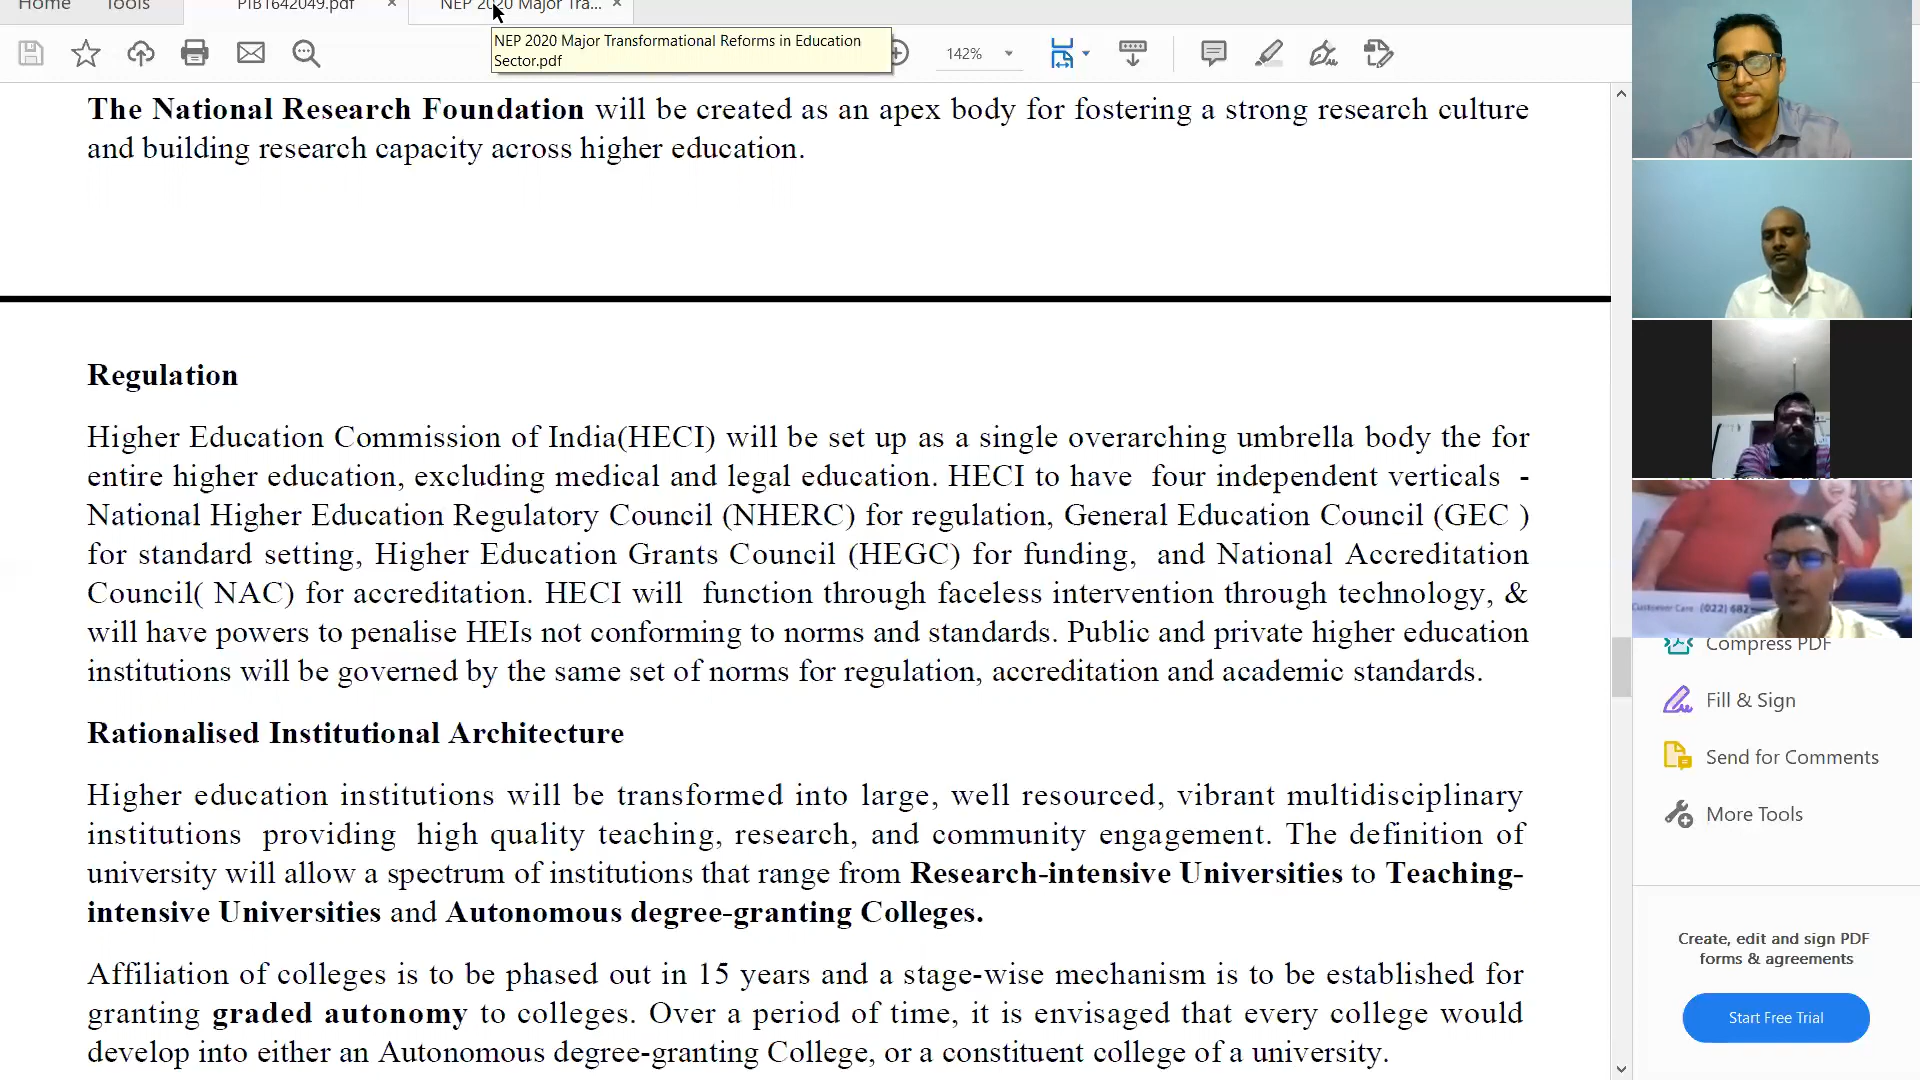 Home Tools PIB1642049.pdf × NEP 2020 Major Tra... ×
NEP 2020 Major Transformational Reforms in Education
Sector.pdf
142%
The National Research Foundation will be created as an apex body for fostering a strong research culture
and building research capacity across higher education.
Regulation
Higher Education Commission of India(HECI) will be set up as a single overarching umbrella body the for
entire higher education, excluding medical and legal education. HECI to have four independent verticals -
National Higher Education Regulatory Council (NHERC) for regulation, General Education Council (GEC )
for standard setting, Higher Education Grants Council (HEGC) for funding, and National Accreditation
Council( NAC) for accreditation. HECI will function through faceless intervention through technology, &
will have powers to penalise HEIs not conforming to norms and standards. Public and private higher education
institutions will be governed by the same set of norms for regulation, accreditation and academic standards.
Rationalised Institutional Architecture
Higher education institutions will be transformed into large, well resourced, vibrant multidisciplinary
institutions providing high quality teaching, research, and community engagement. The definition of
university will allow a spectrum of institutions that range from Research-intensive Universities to Teaching-
intensive Universities and Autonomous degree-granting Colleges.
Affiliation of colleges is to be phased out in 15 years and a stage-wise mechanism is to be established for
granting graded autonomy to colleges. Over a period of time, it is envisaged that every college would
develop into either an Autonomous degree-granting College, or a constituent college of a university.
Customer Care (022) 682
Compress PDF
Fill & Sign
Send for Comments
More Tools
Create, edit and sign PDF
forms & agreements
Start Free Trial